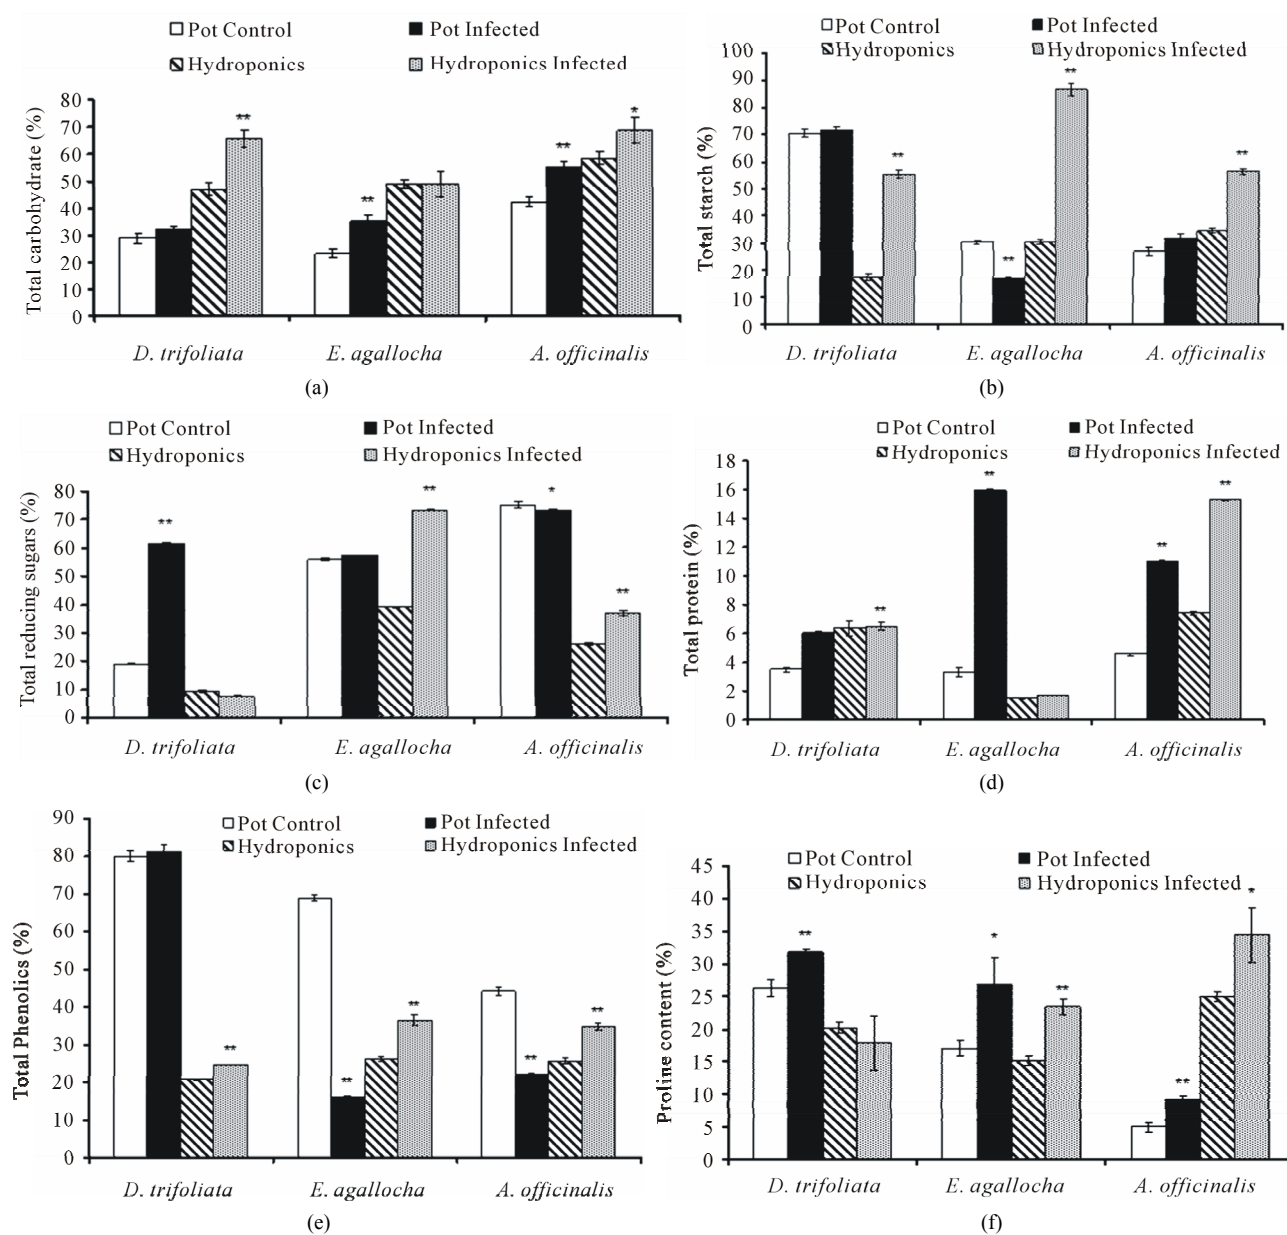 Pot Control Pot Infected
Hydroponics Hydroponics Infected
Total carbohydrate (%)
80
70
60
50
40
30
20
10
0
** ** ** *
D. trifoliata E. agallocha A. officinalis
(a)
Pot Control Pot Infected
Hydroponics Hydroponics Infected
Total starch (%)
100
90
80
70
60
50
40
30
20
10
0
** ** ** **
D. trifoliata E. agallocha A. officinalis
(b)
Pot Control Pot Infected
Hydroponics Hydroponics Infected
Total reducing sugars (%)
80
70
60
50
40
30
20
10
0
** ** * **
D. trifoliata E. agallocha A. officinalis
(c)
Pot Control Pot Infected
Hydroponics Hydroponics Infected
Total protein (%)
18
16
14
12
10
8
6
4
2
0
** ** ** **
D. trifoliata E. agallocha A. officinalis
(d)
Pot Control Pot Infected
Hydroponics Hydroponics Infected
Total Phenolics (%)
90
80
70
60
50
40
30
20
10
0
** ** ** ** **
D. trifoliata E. agallocha A. officinalis
(e)
Pot Control Pot Infected
Hydroponics Hydroponics Infected
Proline content (%)
45
40
35
30
25
20
15
10
5
0
** * ** ** *
D. trifoliata E. agallocha A. officinalis
(f)